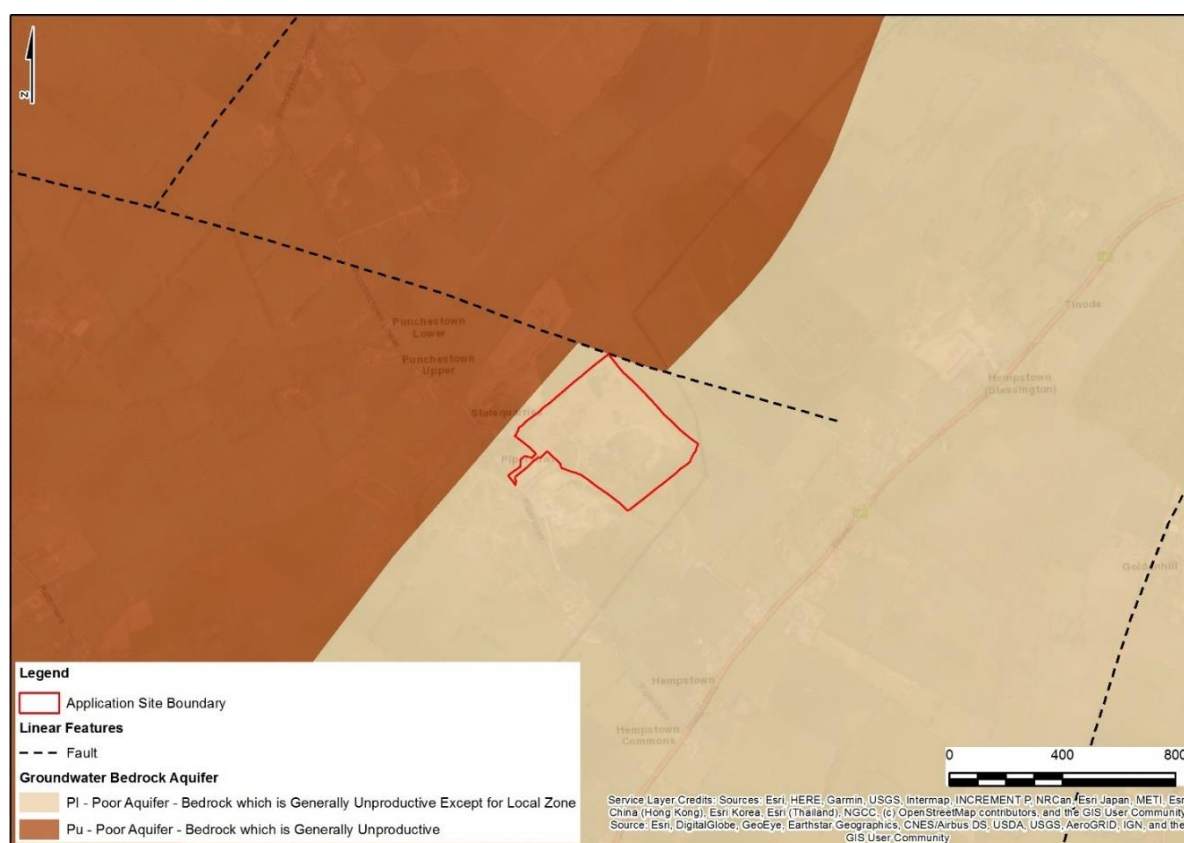 N
Punchestown
Lower
Punchestown
Upper
Slatequarries
Tinode
Hempstown
(Blessington)
Goldenhill
Hempstown
Hempstown
Commons
Legend
Application Site Boundary
Linear Features
Fault
Groundwater Bedrock Aquifer
Pl - Poor Aquifer - Bedrock which is Generally Unproductive Except for Local Zone
Pu - Poor Aquifer - Bedrock which is Generally Unproductive
0 400 800
Service Layer Credits: Sources: Esri, HERE, Garmin, USGS, Intermap, INCREMENT P, NRCan, Esri Japan, METI, Esri
China (Hong Kong), Esri Korea, Esri (Thailand), NGCC, (c) OpenStreetMap contributors, and the GIS User Community
Source: Esri, DigitalGlobe, GeoEye, Earthstar Geographics, CNES/Airbus DS, USDA, USGS, AeroGRID, IGN, and the
GIS User Community